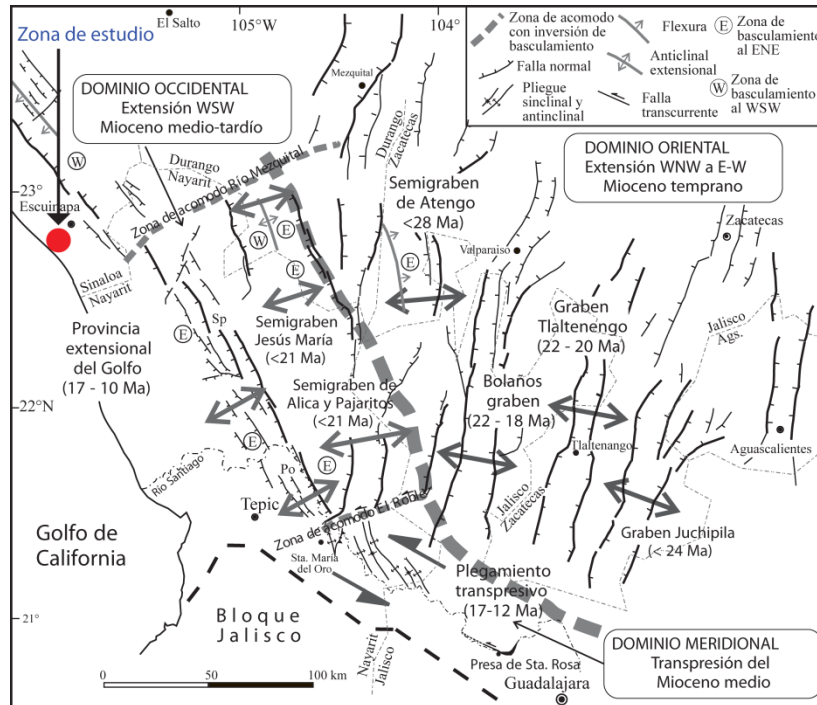 105°W
104°
El Salto
Zona de estudio
Zona de acomodo
con inversión de
basculamiento
Falla normal
Pliegue
sinclinal y
antinclinal
Flexura
Anticlinal
extensional
Falla
transcurrente
E
Zona de
basculamiento
al ENE
W
Zona de
basculamiento
al WSW
Mezquital
DOMINIO OCCIDENTAL
Extensión WSW
Mioceno medio-tardío
Durango
Zacatecas
DOMINIO ORIENTAL
Extensión WNW a E-W
Mioceno temprano
W
Durango
Nayarit
23°
Escuinapa
Zona de acomodo Río Mezquital
Semigraben
de Atengo
(<28 Ma)
Zacatecas
W
E
E
E
Valparaiso
Sinaloa
Nayarit
Provincia
extensional
del Golfo
(17 - 10 Ma)
E
Sp
Semigraben
Jesús María
(<21 Ma)
Graben
Tlaltenengo
(22 - 20 Ma)
Jalisco
Ags.
22°N
Semigraben de
Alica y Pajaritos
(<21 Ma)
Bolaños
graben
(22 - 18 Ma)
E
E
Po
Tlaltenango
Aguascalientes
Río Santiago
Tepic
Jalisco
Zacatecas
Golfo de
California
Zona de acomodo El Roble
Sta. María
del Oro
Graben Juchipila
(< 24 Ma)
Plegamiento
transpresivo
(17-12 Ma)
21°
Bloque
Jalisco
Nayarit
Jalisco
DOMINIO MERIDIONAL
Transpresión del
Mioceno medio
Presa de Sta. Rosa
Guadalajara
0
50
100 km